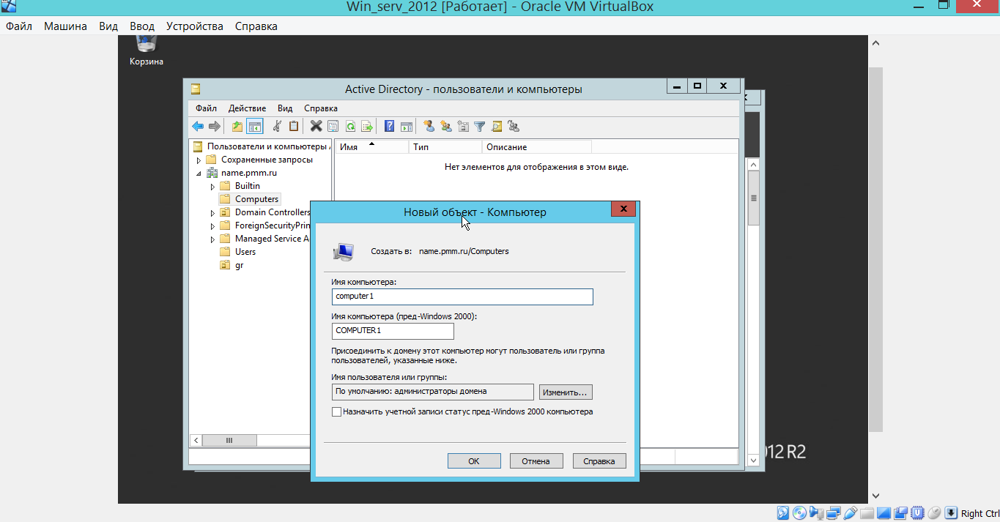 Win_serv_2012 [Работает] - Oracle VM VirtualBox
Файл Машина Вид Ввод Устройства Справка
Корзина
Active Directory - пользователи и компьютеры
Файл Действие Вид Справка
Пользователи и компьютеры
Имя Тип Описание
Сохраненные запросы
Нет элементов для отображения в этом виде.
name.pmm.ru
Builtin
Computers
Domain Controllers
ForeignSecurityPrin
Managed Service A
Users
gr
Новый объект - Компьютер
Создать в: name.pmm.ru/Computers
Имя компьютера:
computer1
Имя компьютера (пред-Windows 2000):
COMPUTER1
Присоединить к домену этот компьютер могут пользователь или группа
пользователей, указанные ниже.
Имя пользователя или группы:
По умолчанию: администраторы домена
Изменить...
Назначить учетной записи статус пред-Windows 2000 компьютера
ОК Отмена Справка
012 R2
Right Ctrl